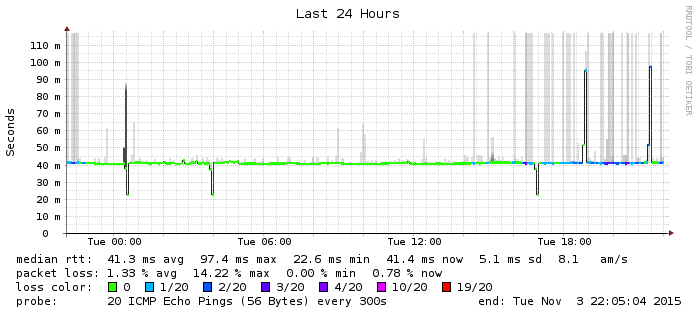 Last 24 Hours
RRDTOOL / TOBI OETIKER
Seconds
110 m
100 m
90 m
80 m
70 m
60 m
50 m
40 m
30 m
20 m
10 m
0
Tue 00:00 Tue 06:00 Tue 12:00 Tue 18:00
median rtt: 41.3 ms avg 97.4 ms max 22.6 ms min 41.4 ms now 5.1 ms sd 8.1 am/s
packet loss: 1.33 % avg 14.22 % max 0.00 % min 0.78 % now
loss color: 0 1/20 2/20 3/20 4/20 10/20 19/20
probe: 20 ICMP Echo Pings (56 Bytes) every 300s end: Tue Nov 3 22:05:04 2015